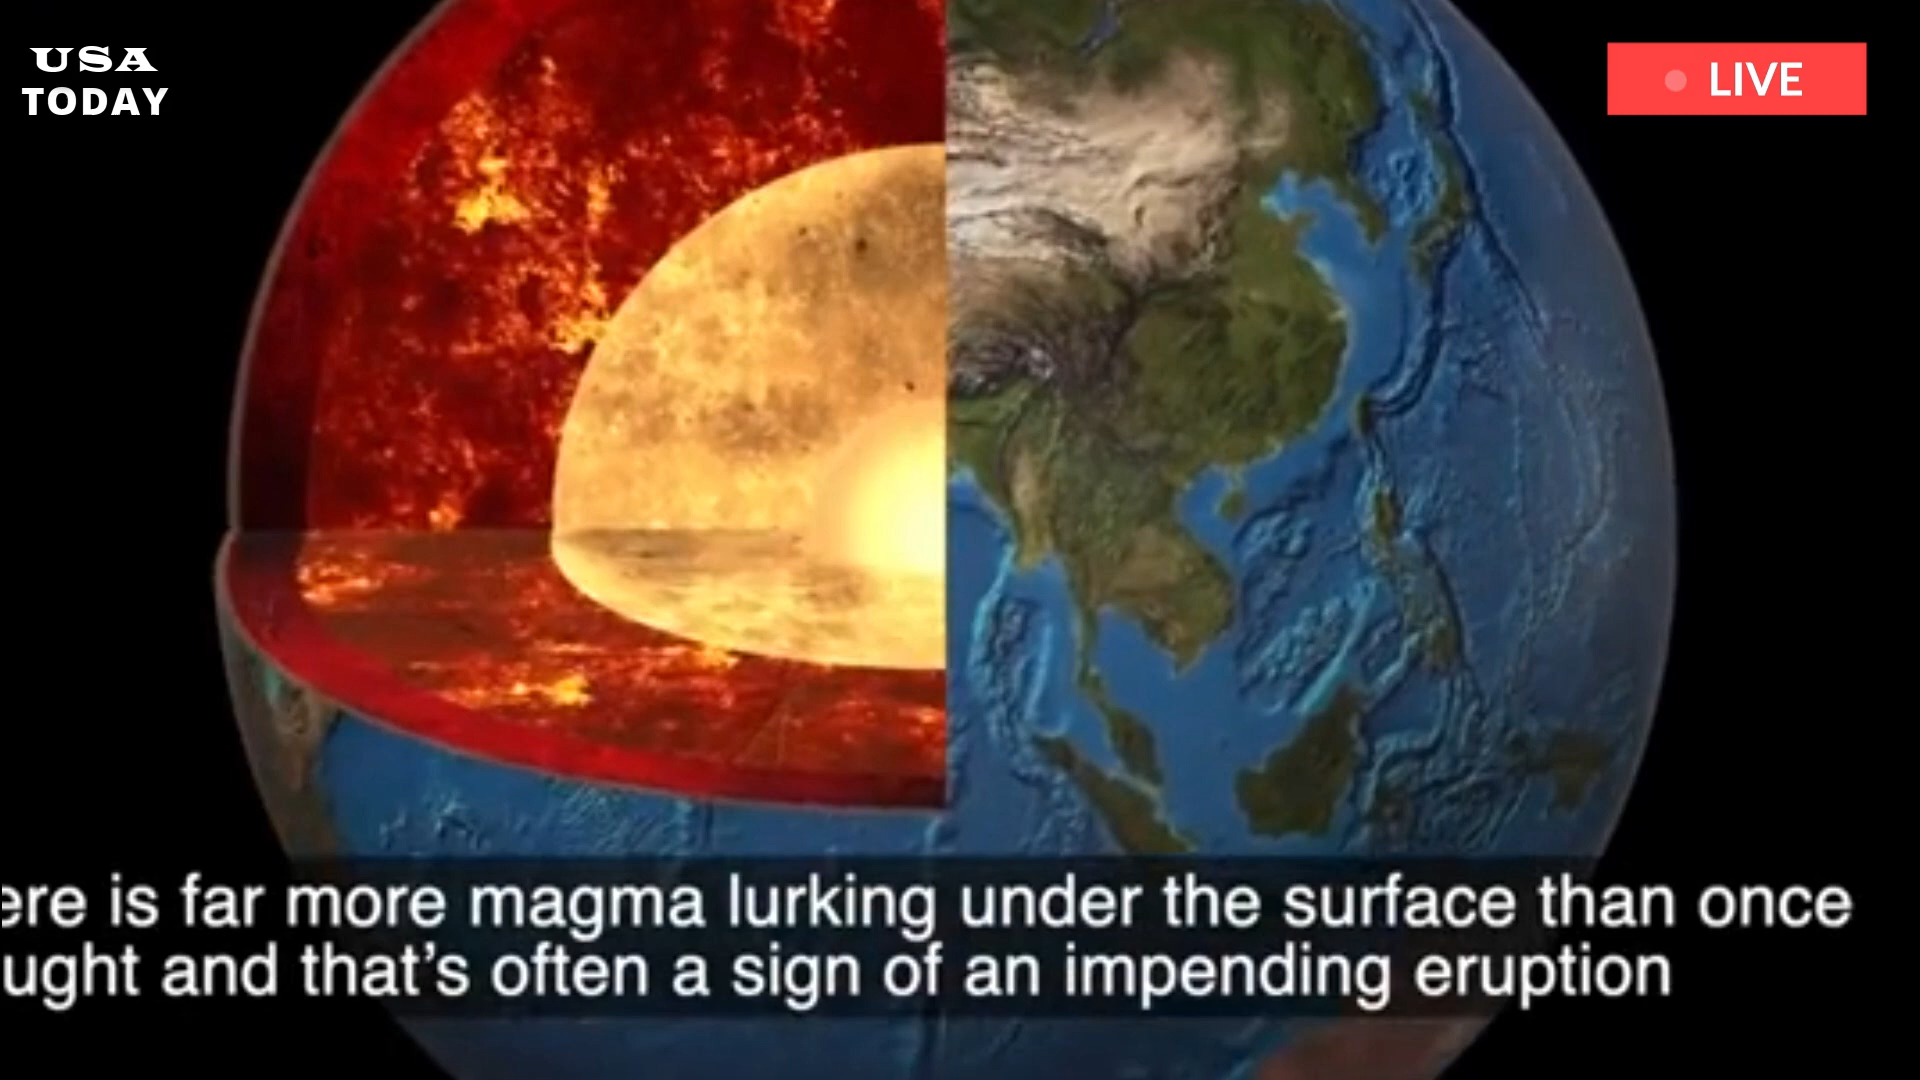 USA
TODAY
LIVE
ere is far more magma lurking under the surface than once
ught and that's often a sign of an impending eruption